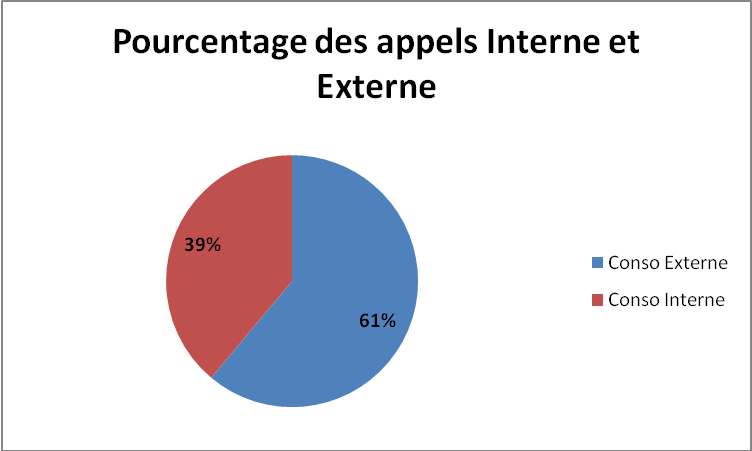 Pourcentage des appels Interne et
Externe
39%
61%
Conso Externe
Conso Interne